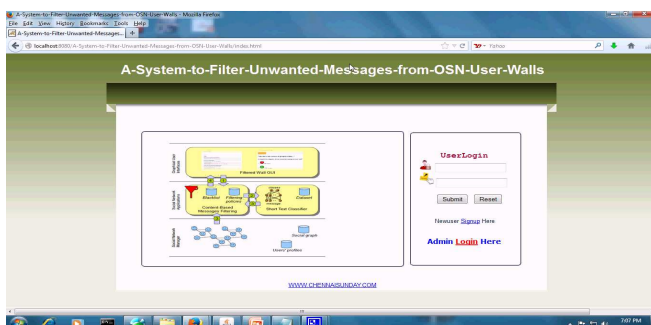 A-System-to-Filter-Unwanted-Messages-from-OSN-User-Walls - Mozilla Firefox
File Edit View History Bookmarks Tools Help
A-System-to-Filter-Unwanted-Messages...
localhost:8080/A-System-to-Filter-Unwanted-Messages-from-OSN-User-Walls/index.html
Yahoo
A-System-to-Filter-Unwanted-Messages-from-OSN-User-Walls
Filtered Wall GUI
Blacklist
Filtering policies
Dataset
Content-Based Messages Filtering
Short Text Classifier
Social graph
Users' profiles
UserLogin
Submit Reset
Newuser Signup Here
Admin Login Here
WWW.CHENNAISUNDAY.COM
7:07 PM